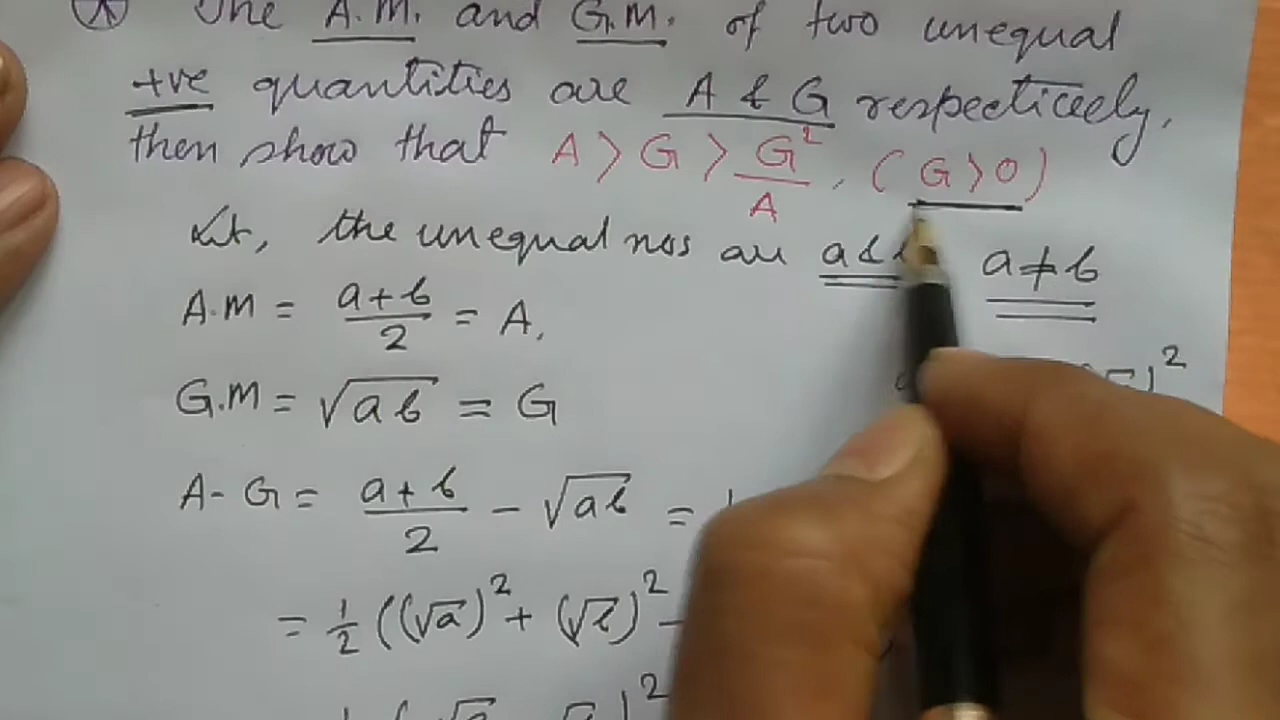 The A.M. and G.M. of two unequal
+ve quantities are A & G respectively,
then show that A > G > G²/A . (G > 0)
Let, the unequal nos are a & a ≠ b
A.M = (a+b)/2 = A,
G.M = √ab = G
A - G = (a+b)/2 - √ab =
= 1/2 ((√a)² + (√b)² -